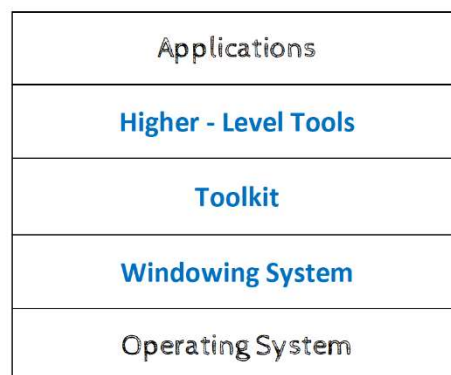 Applications
Higher - Level Tools
Toolkit
Windowing System
Operating System